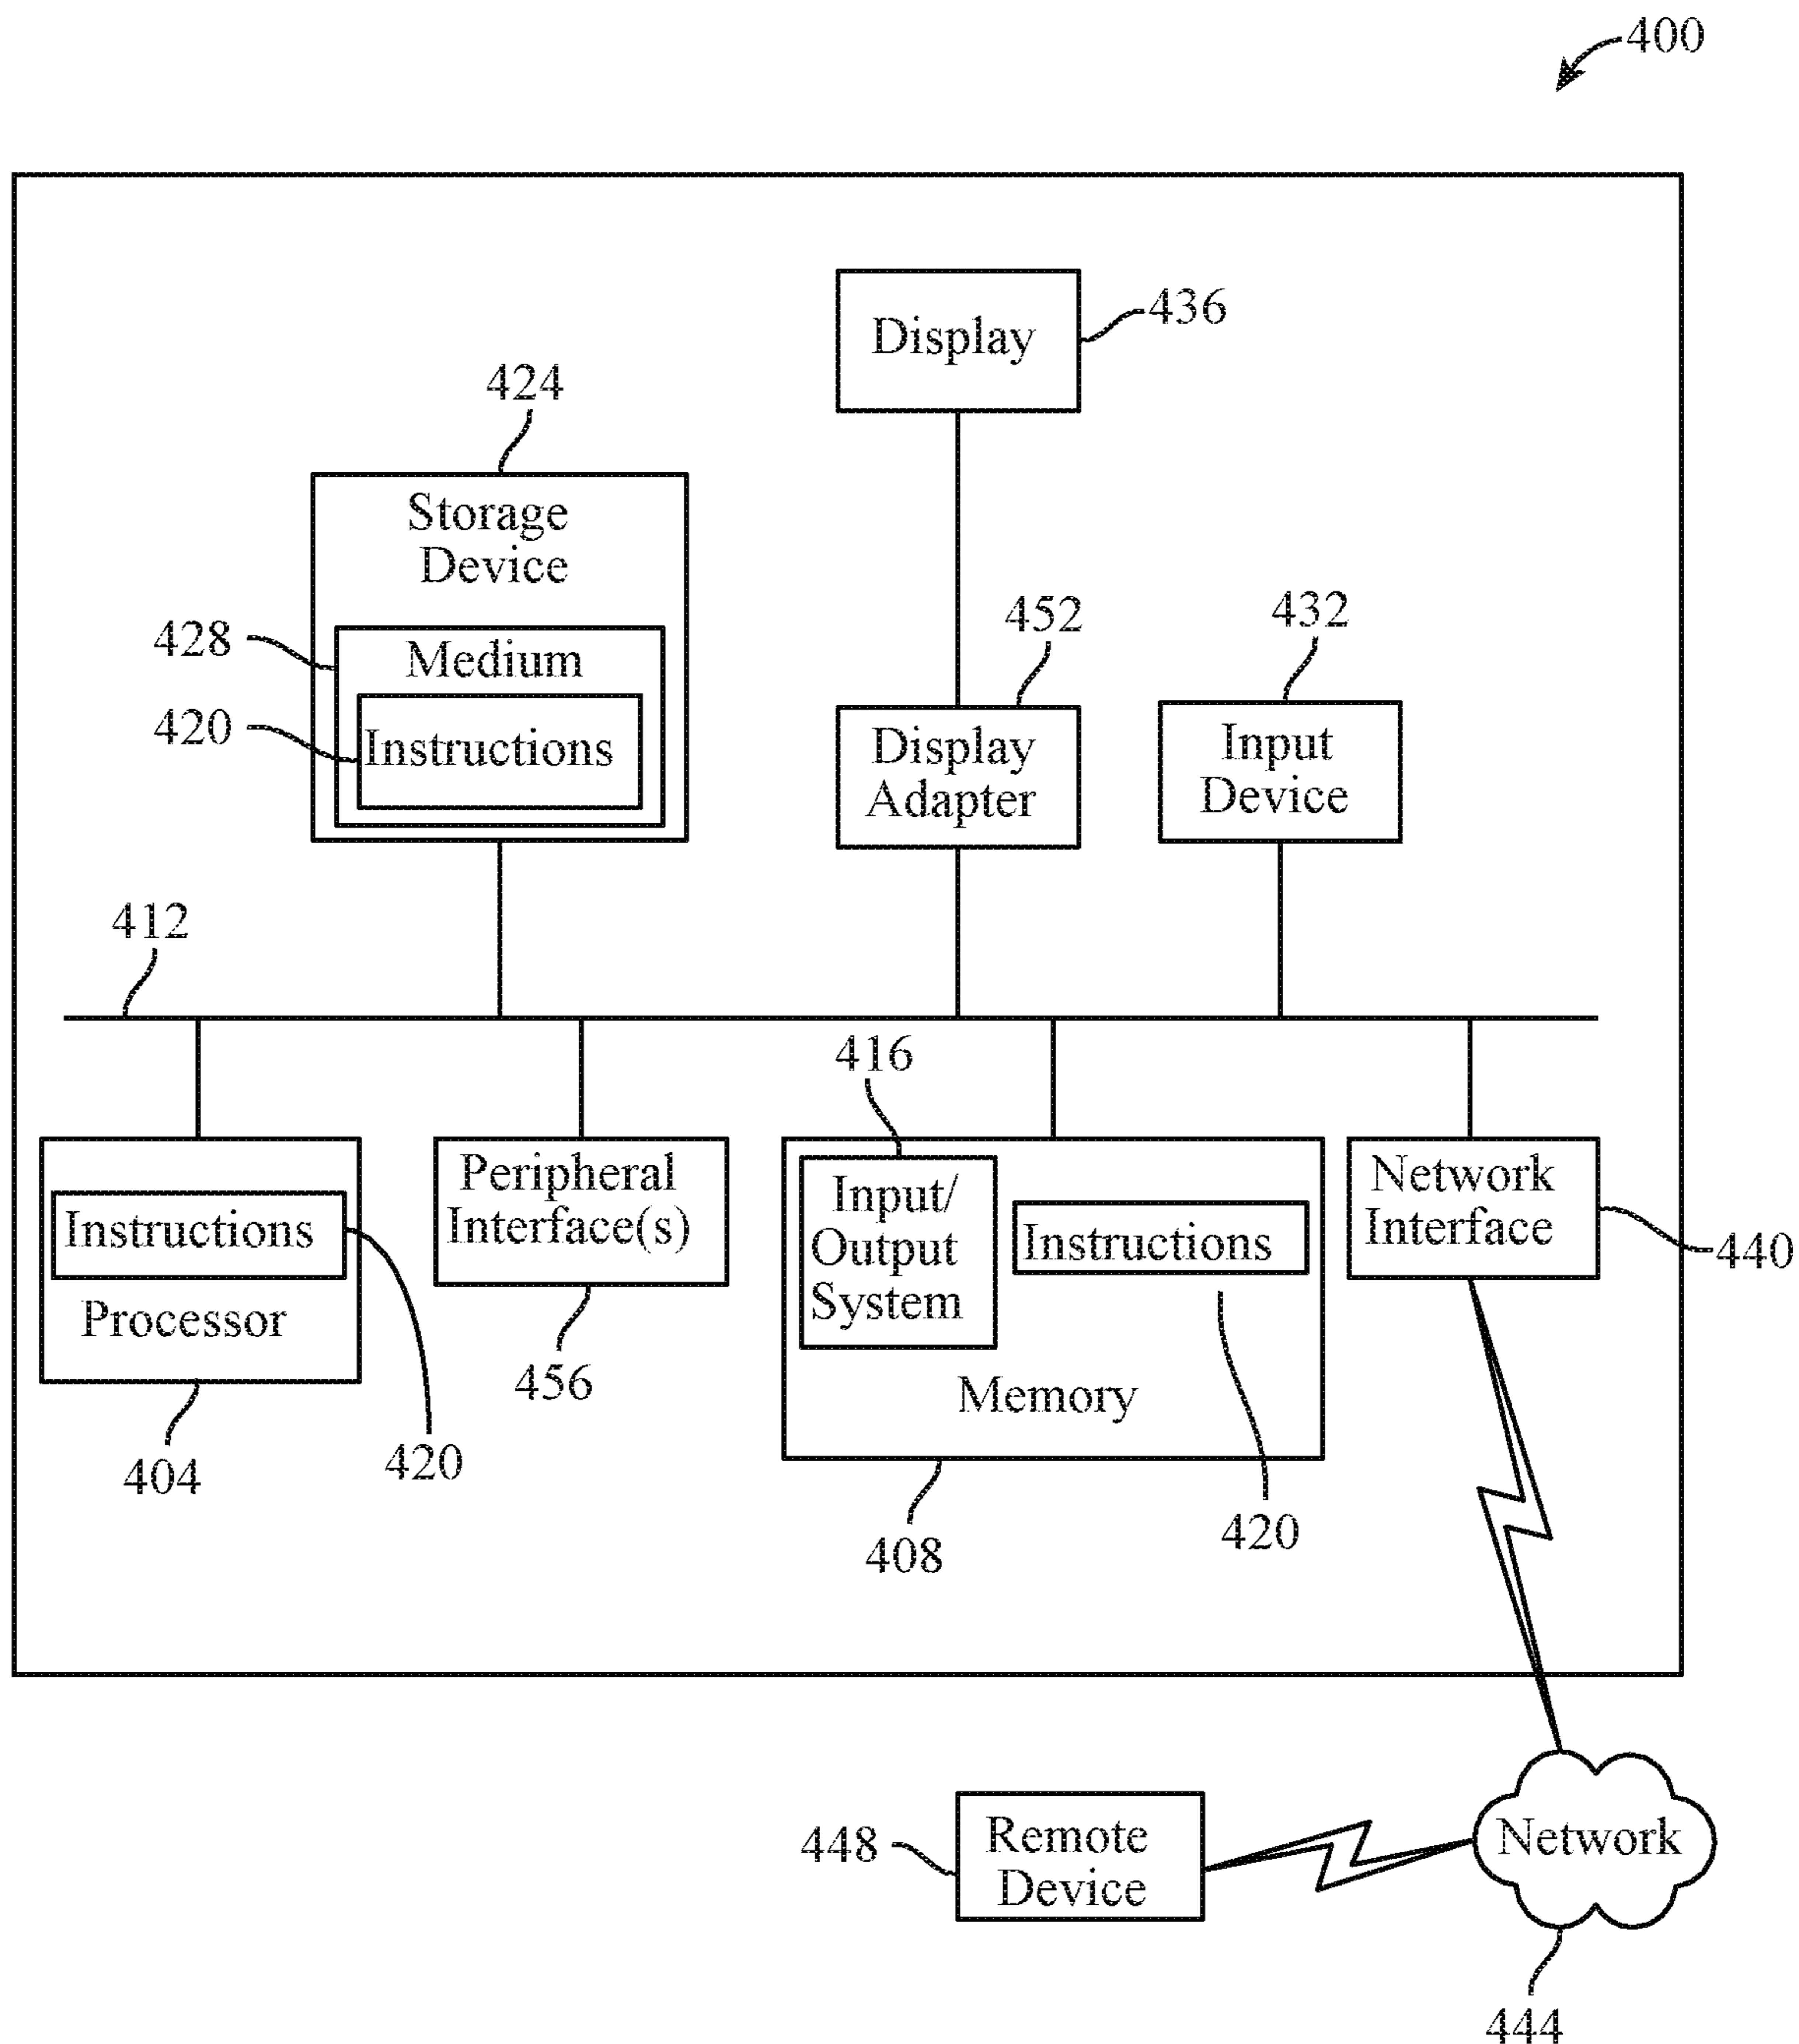 400
Display
436
424
Storage
Device
428
Medium
420
Instructions
452
Display
Adapter
432
Input
Device
412
416
Instructions
Processor
404
420
Peripheral
Interface(s)
456
Input/
Output
System
Instructions
Memory
408
420
Network
Interface
440
448
Remote
Device
Network
444